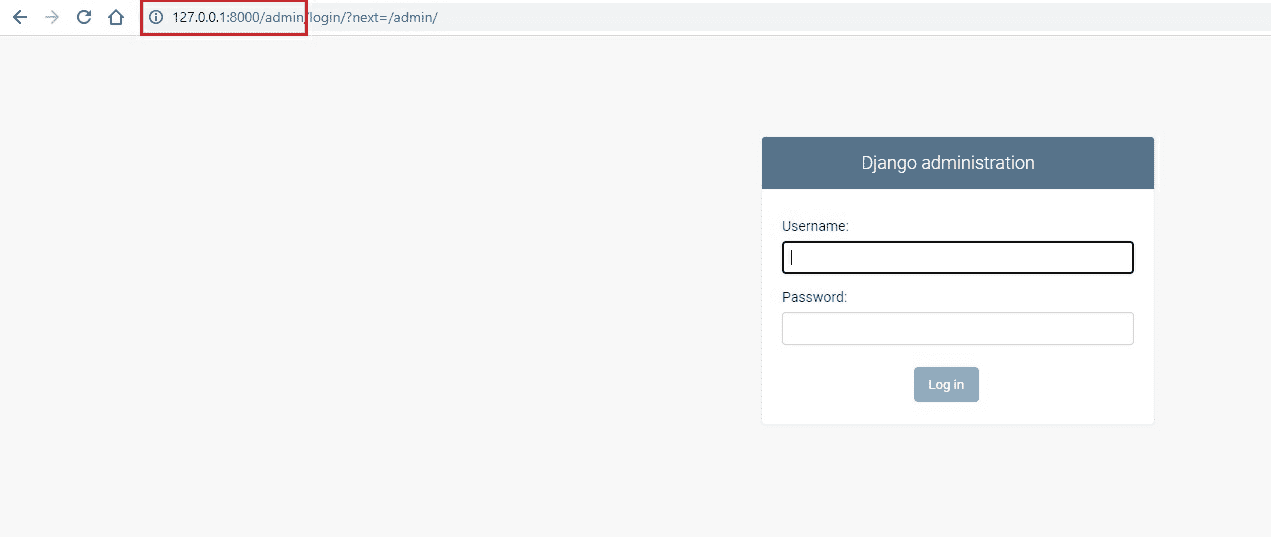 127.0.0.1:8000/admin/login/?next=/admin/
Django administration
Username:
Password:
Log in